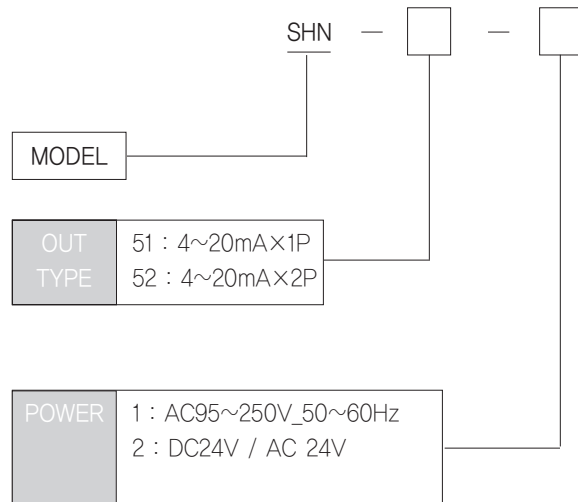 SHN — □ — □
MODEL
OUT TYPE
51 : 4~20mA×1P
52 : 4~20mA×2P
POWER
1 : AC95~250V_50~60Hz
2 : DC24V / AC 24V